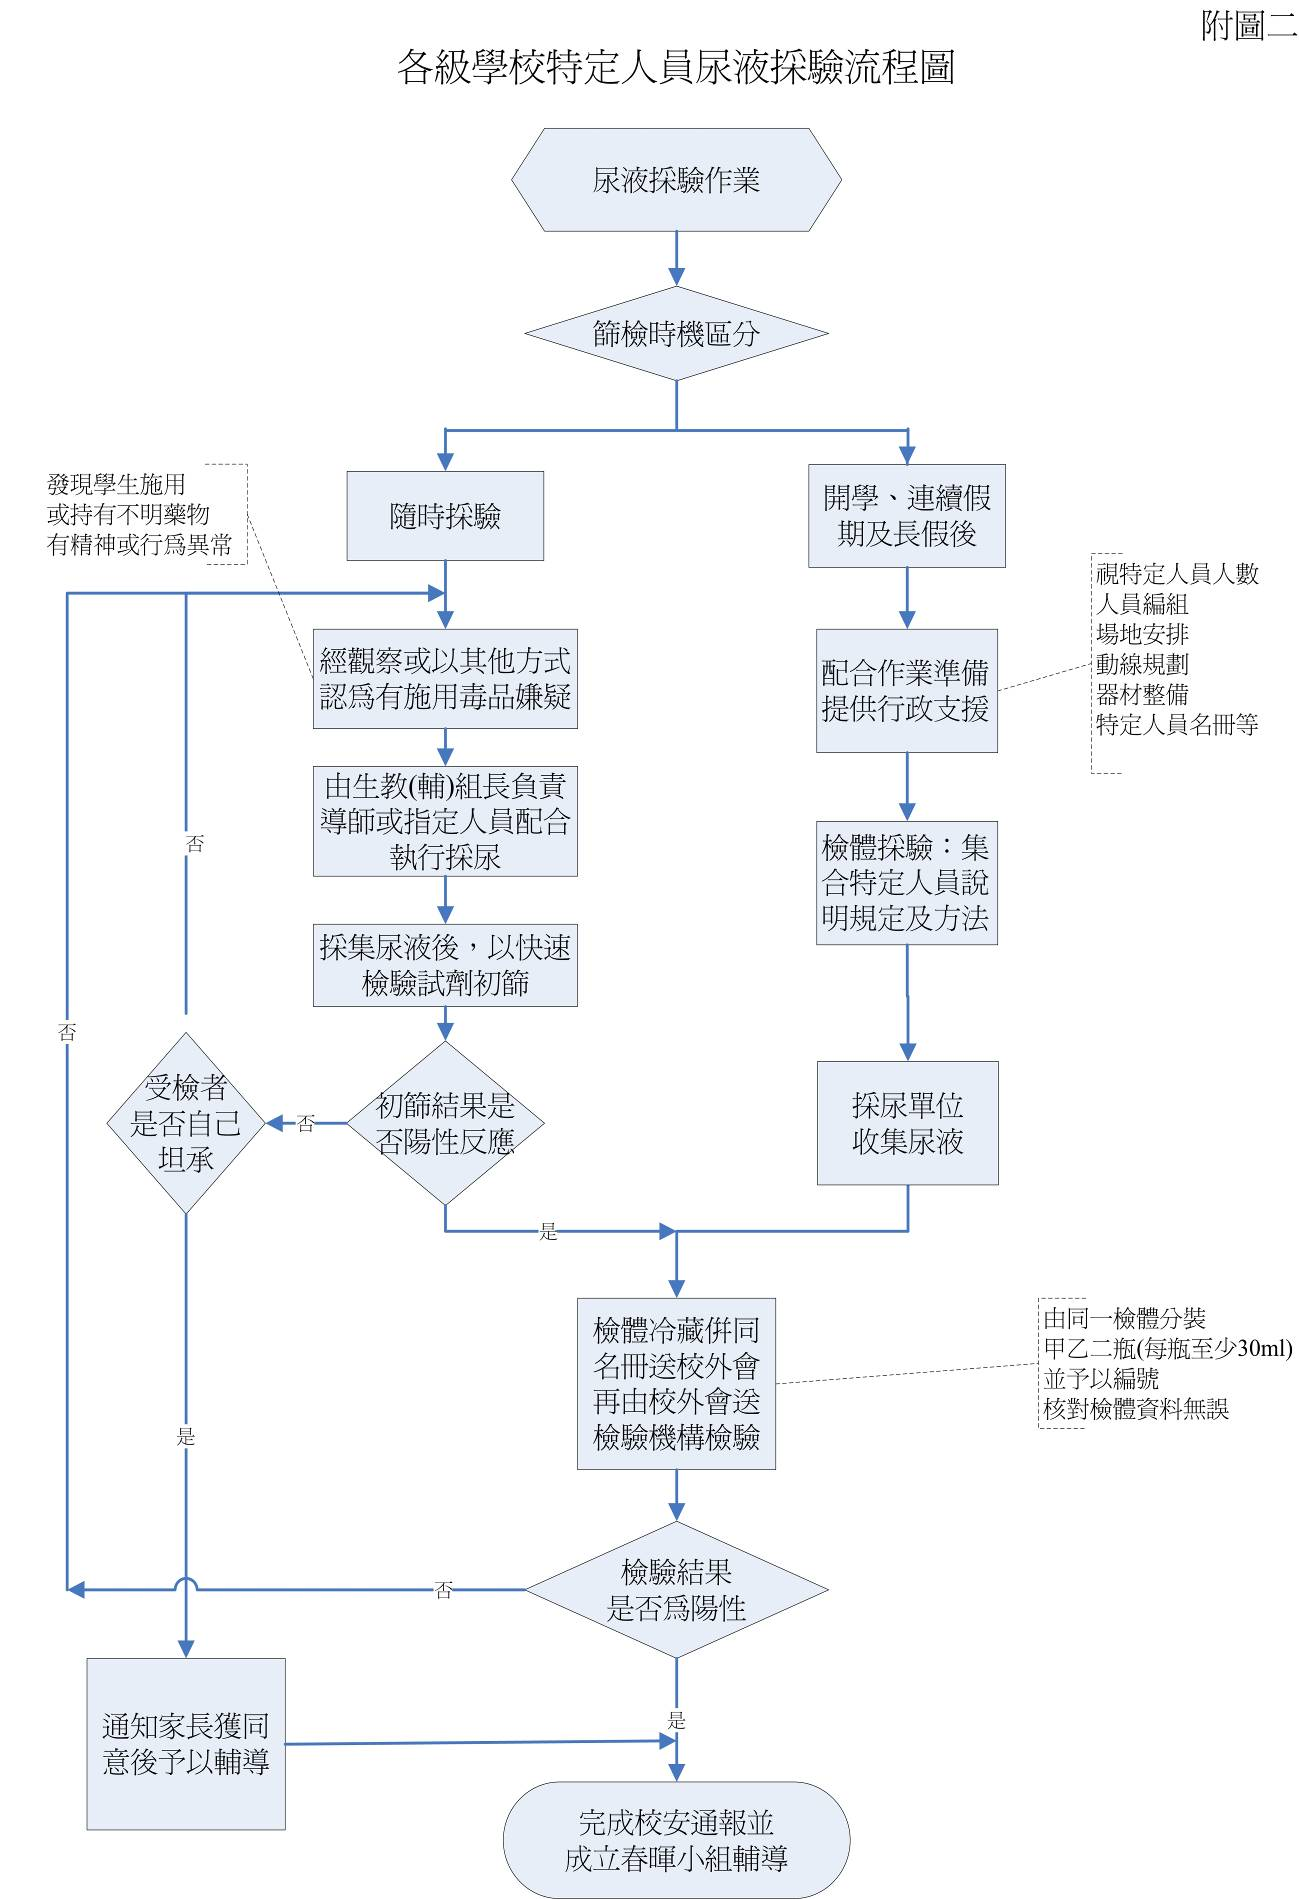 附圖二
各級學校特定人員尿液採驗流程圖
尿液採驗作業
篩檢時機區分
發現學生施用
或持有不明藥物
有精神或行為異常
隨時採驗
開學、連續假
期及長假後
經觀察或以其他方式
認為有施用毒品嫌疑
配合作業準備
提供行政支援
視特定人員人數
人員編組
場地安排
動線規劃
器材整備
特定人員名冊等
由生教(輔)組長負責
導師或指定人員配合
執行採尿
檢體採驗：集
合特定人員說
明規定及方法
否
採集尿液後，以快速
檢驗試劑初篩
否
受檢者
是否自己
坦承
否
初篩結果是
否陽性反應
採尿單位
收集尿液
是
檢體冷藏併同
名冊送校外會
再由校外會送
檢驗機構檢驗
由同一檢體分裝
甲乙二瓶(每瓶至少30ml)
並予以編號
核對檢體資料無誤
是
否
檢驗結果
是否為陽性
通知家長獲同
意後予以輔導
是
完成校安通報並
成立春暉小組輔導